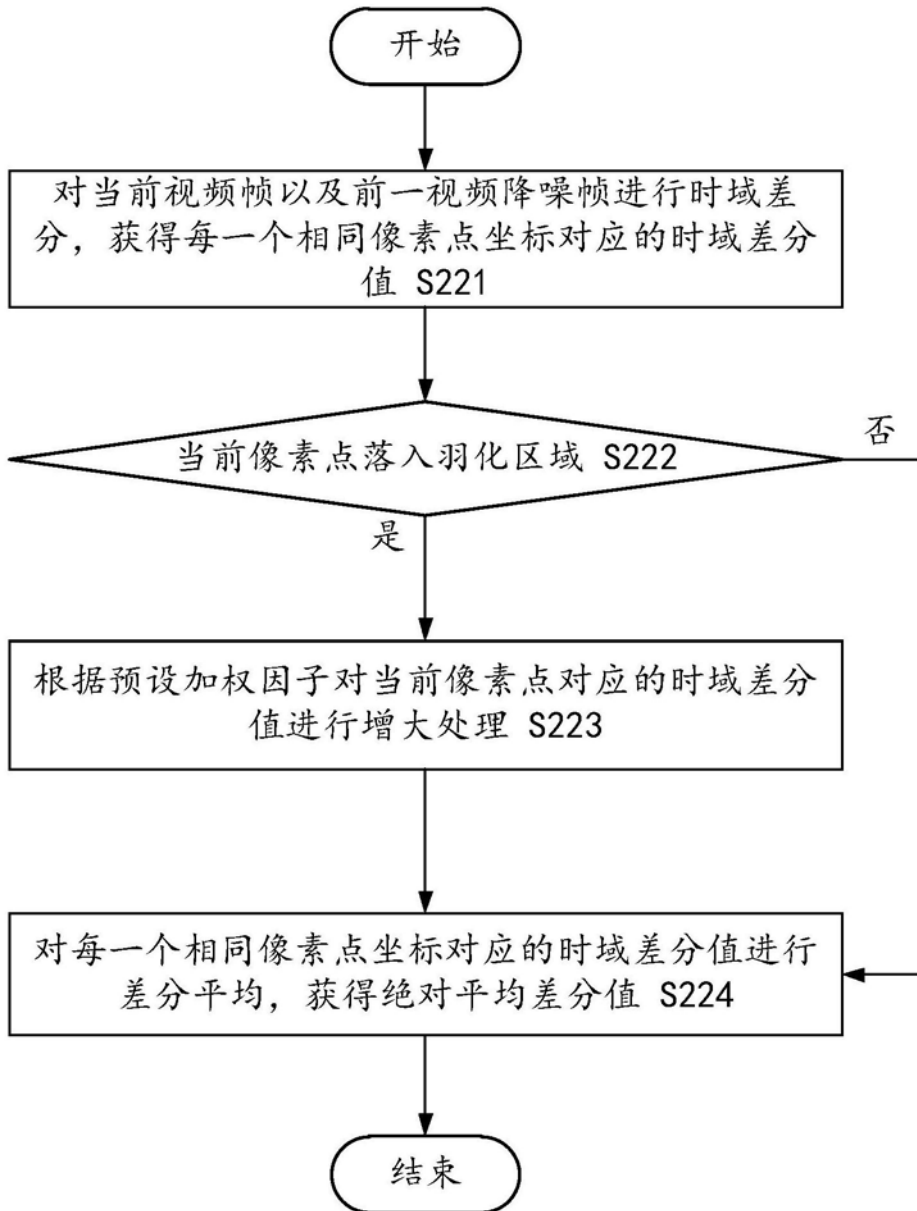 开始
对当前视频帧以及前一视频降噪帧进行时域差
分，获得每一个相同像素点坐标对应的时域差分
值 S221
当前像素点落入羽化区域 S222
否
是
根据预设加权因子对当前像素点对应的时域差分
值进行增大处理 S223
对每一个相同像素点坐标对应的时域差分值进行
差分平均，获得绝对平均差分值 S224
结束